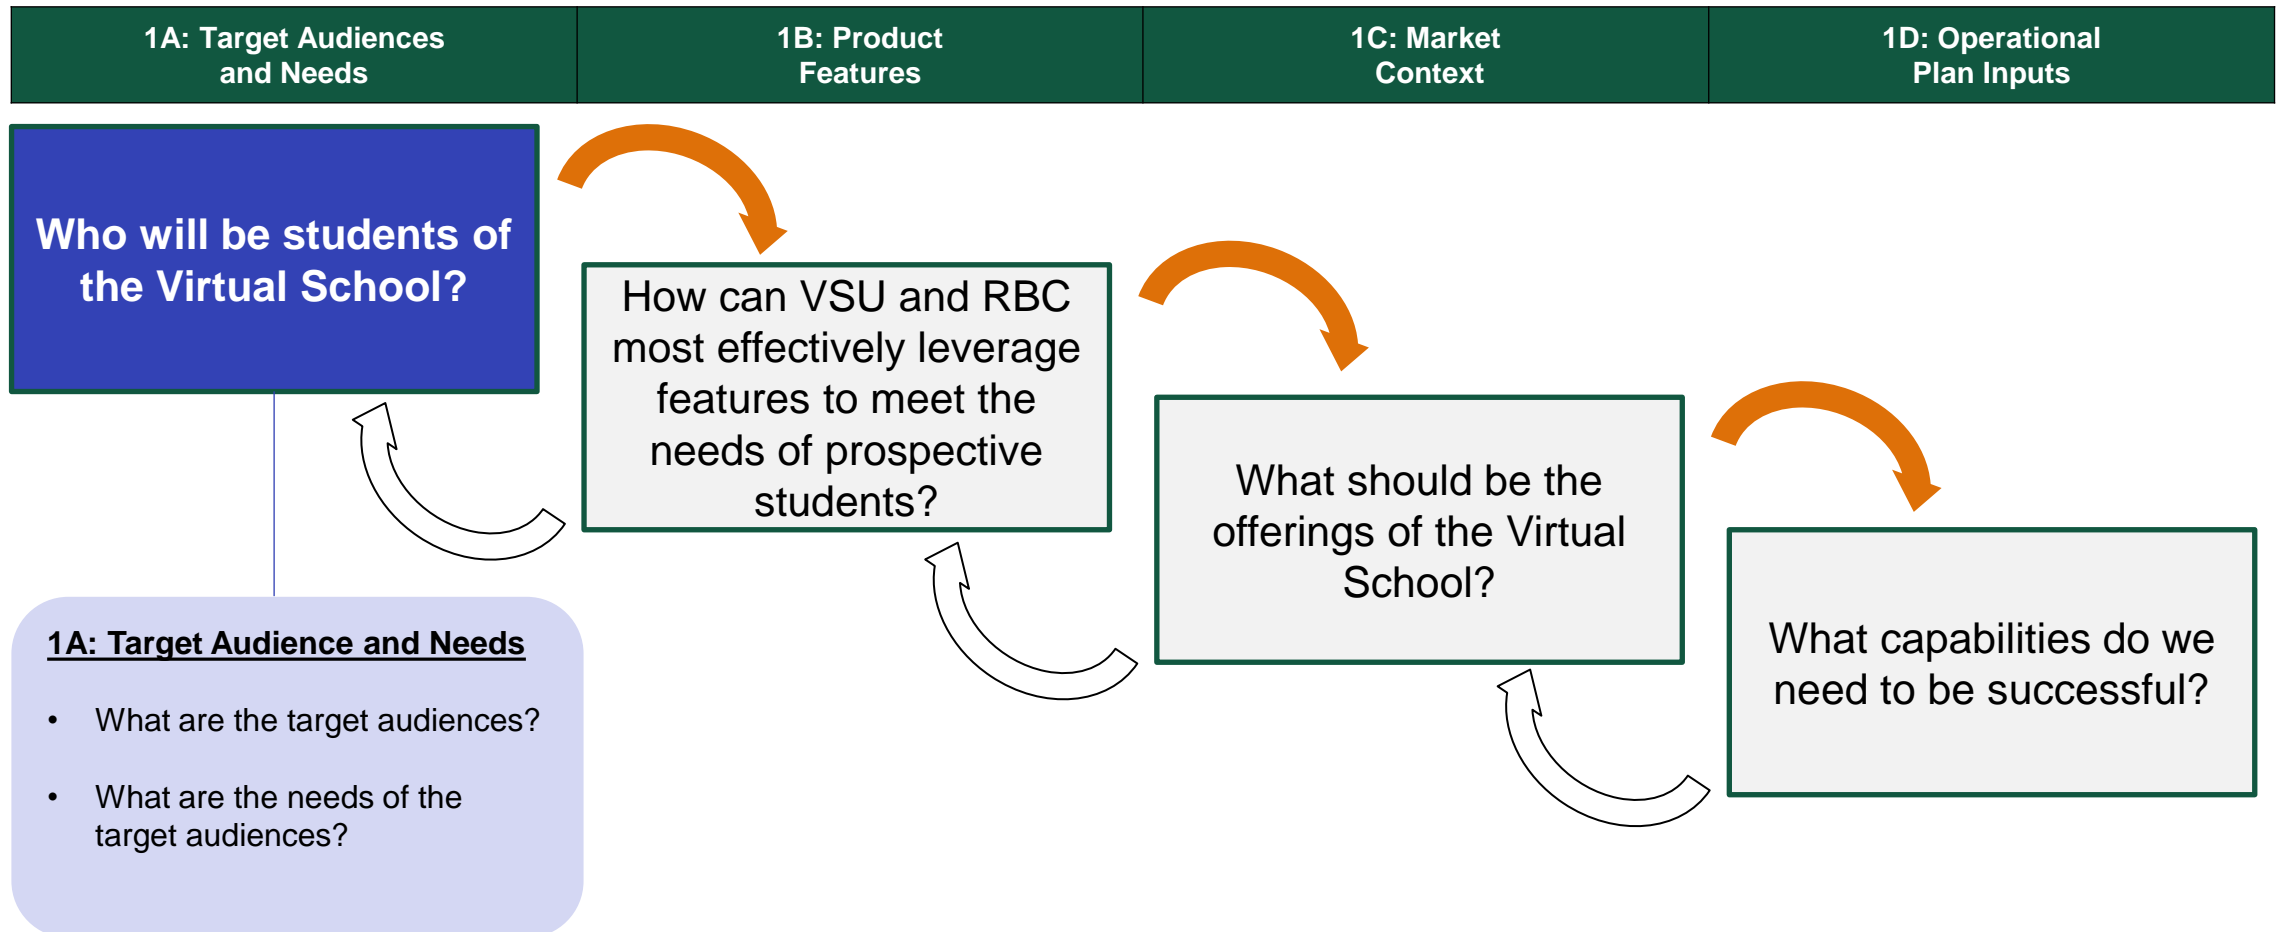 1A: Target Audiences
and Needs
1B: Product
Features
1C: Market
Context
1D: Operational
Plan Inputs
Who will be students of
the Virtual School?
How can VSU and RBC
most effectively leverage
features to meet the
needs of prospective
students?
What should be the
offerings of the Virtual
School?
What capabilities do we
need to be successful?
1A: Target Audience and Needs
• What are the target audiences?
• What are the needs of the
target audiences?